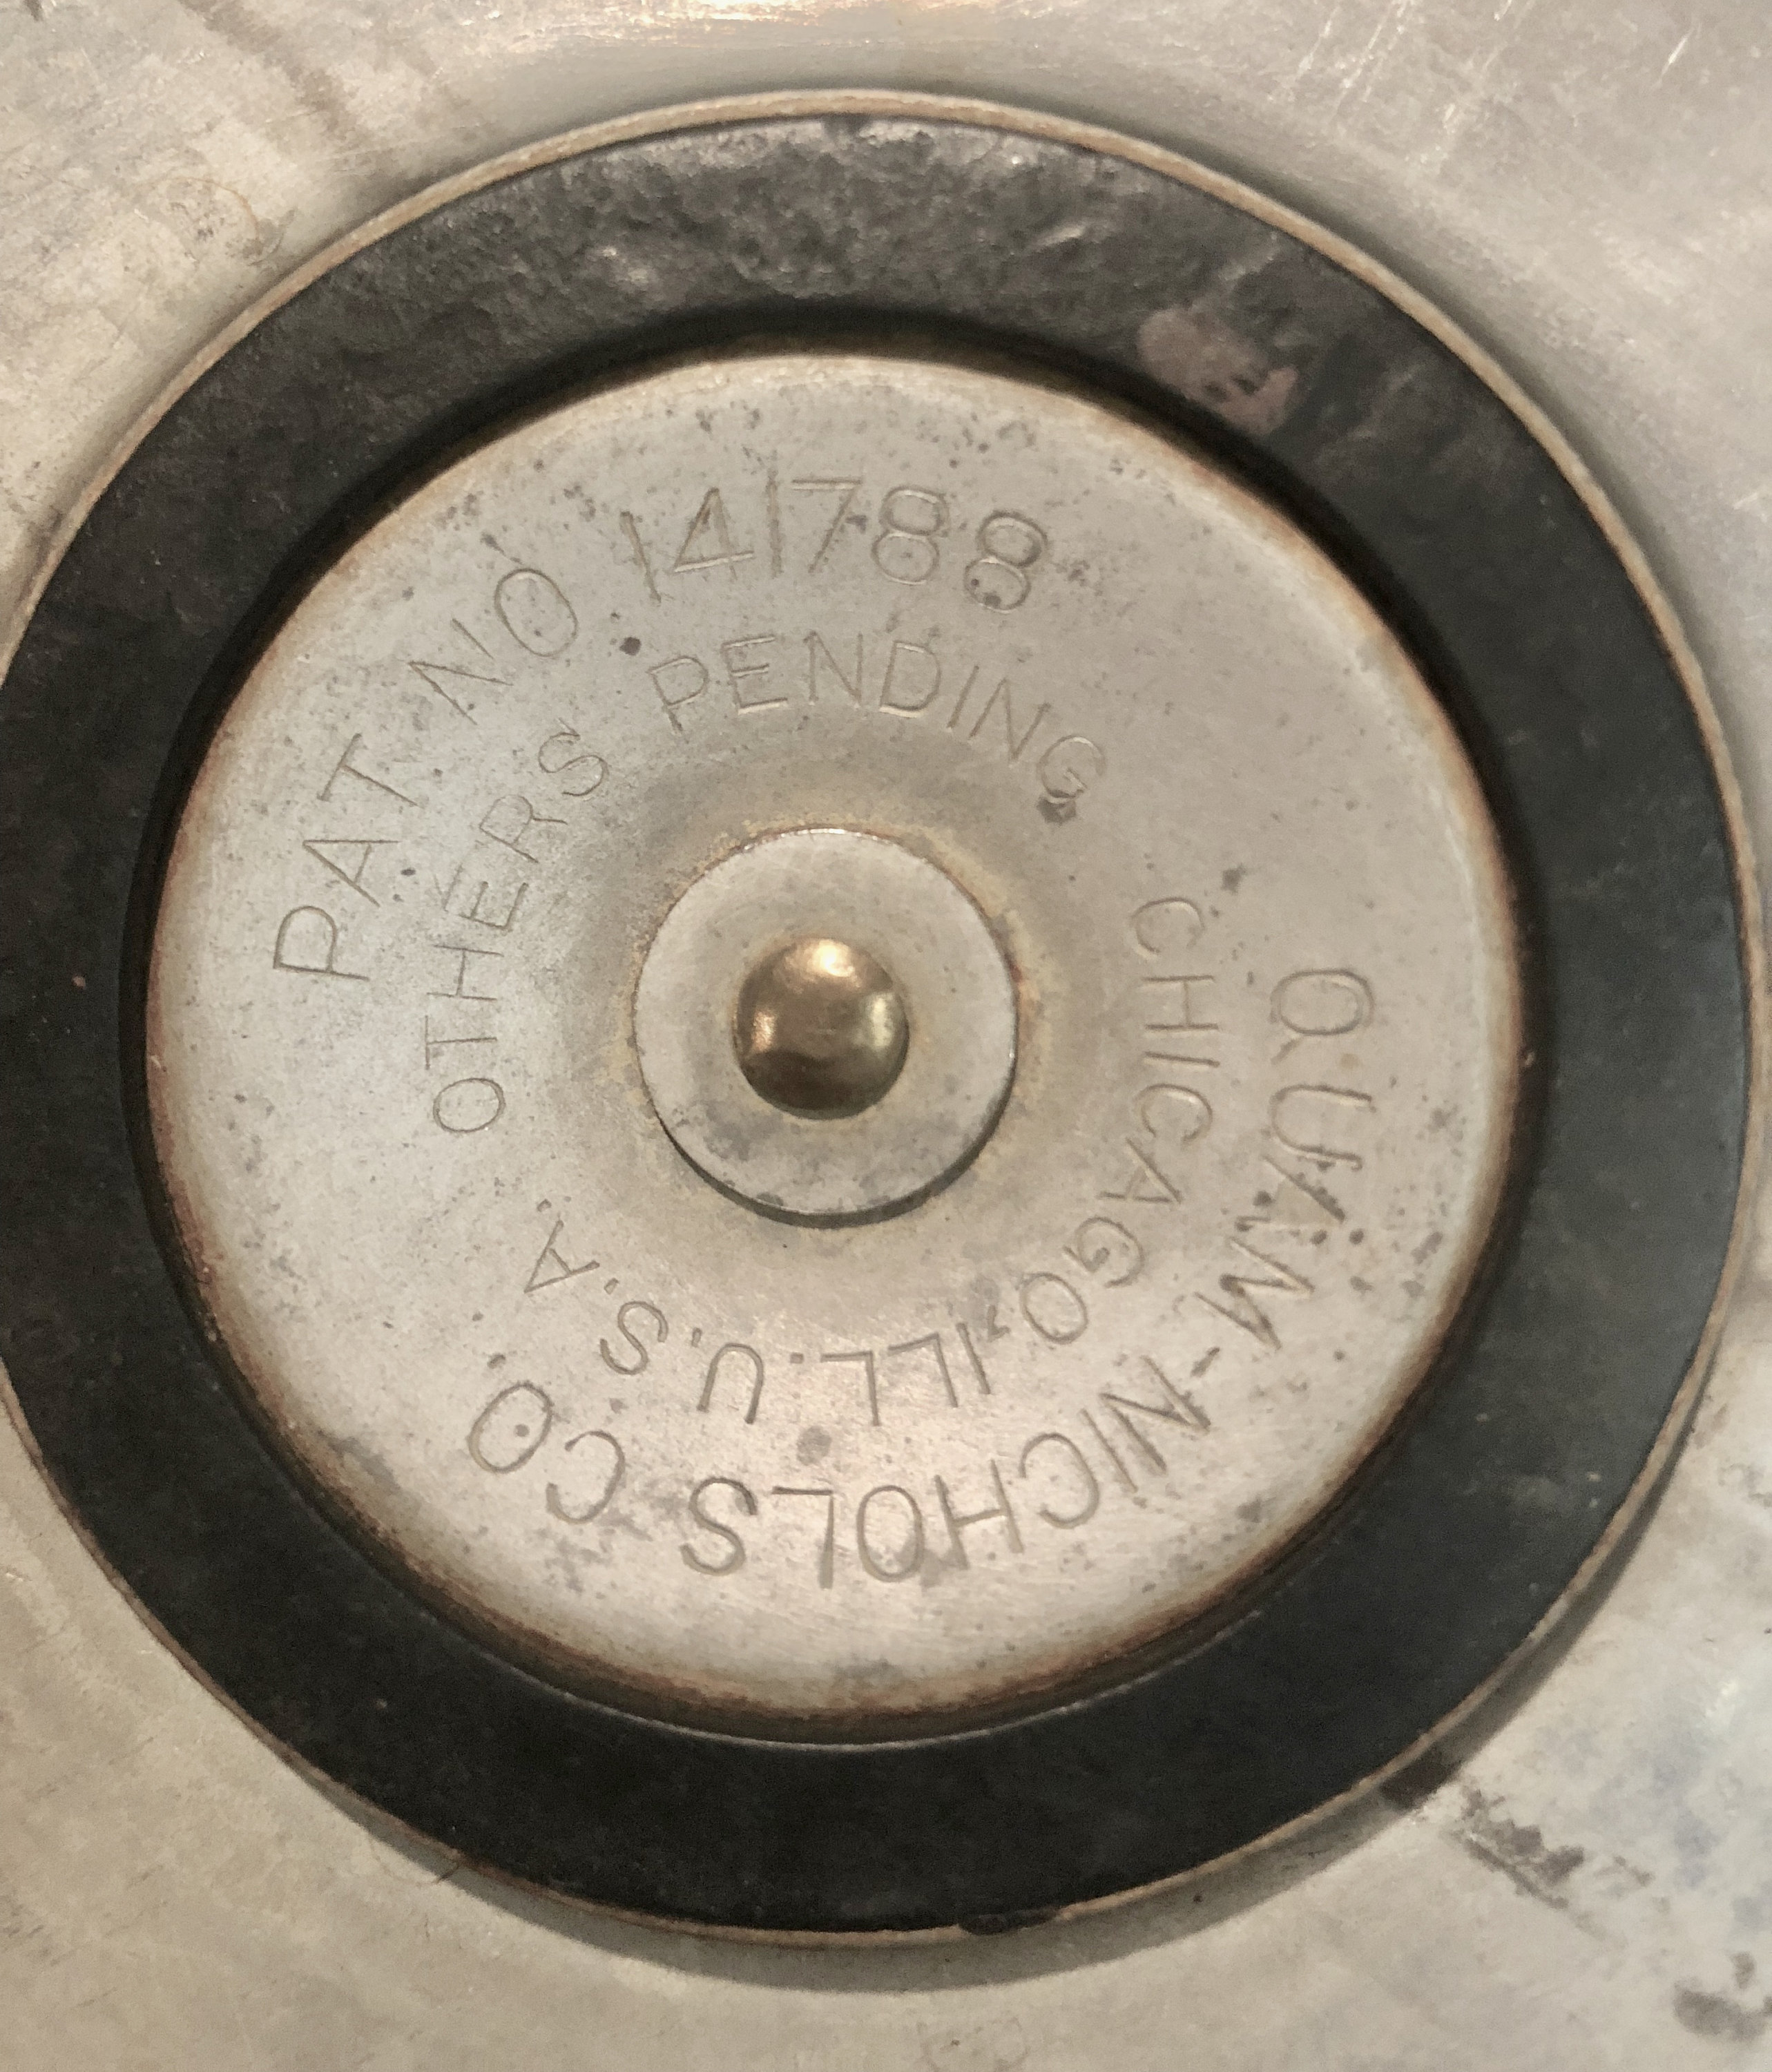 PAT NO 141788
OTHERS PENDING
QUAM-NICHOLS CO.
CHICAGO, ILL. U.S.A.